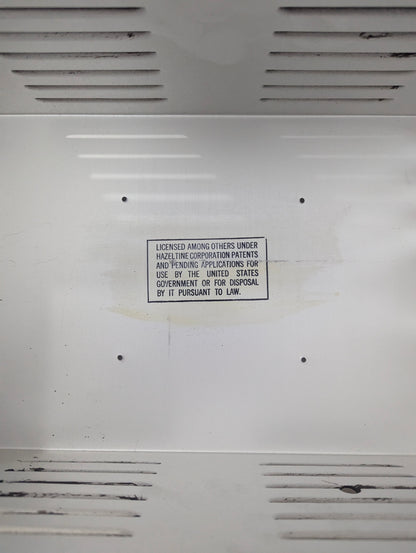 LICENSED AMONG OTHERS UNDER
HAZELTINE CORPORATION PATENTS
AND PENDING APPLICATIONS FOR
USE BY THE UNITED STATES
GOVERNMENT OR FOR DISPOSAL
BY IT PURSUANT TO LAW.